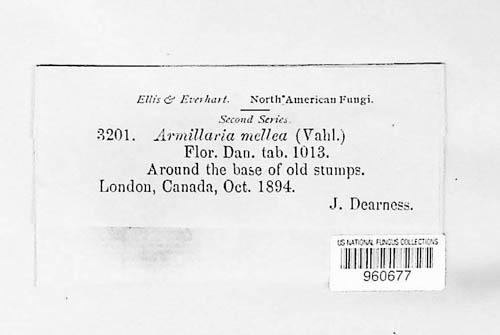 Ellis & Everhart. North American Fungi.
Second Series.
3201. Armillaria mellea (Vahl.)
Flor. Dan. tab. 1013.
Around the base of old stumps.
London, Canada, Oct. 1894.
J. Dearness.
US NATIONAL FUNGUS COLLECTIONS
960677